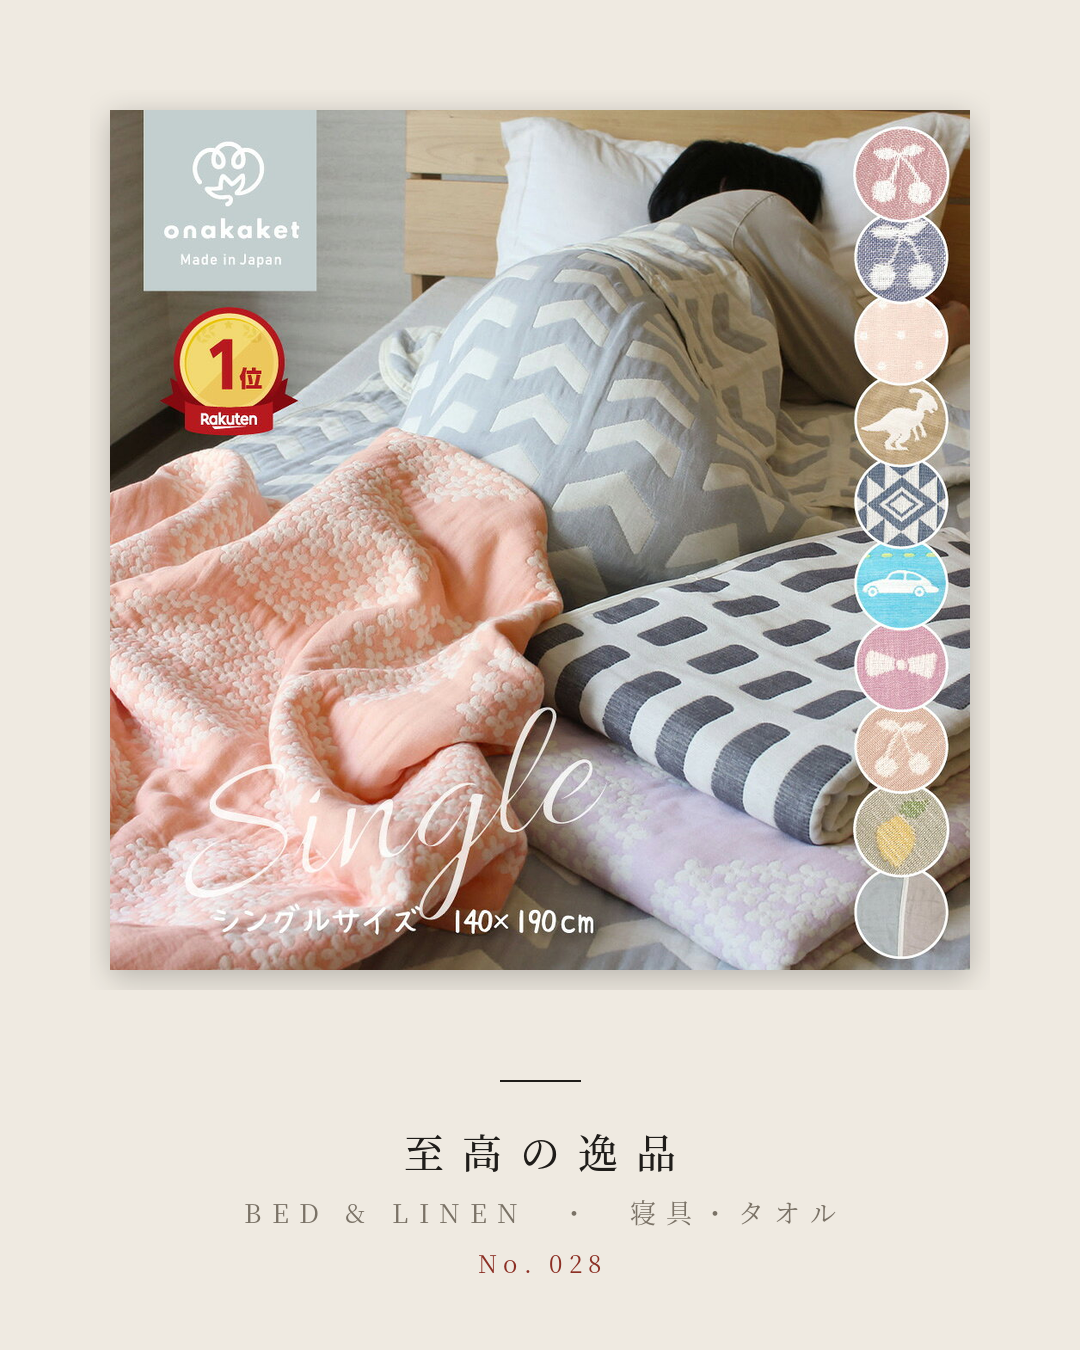 onakaket
Made in Japan
1位
Rakuten
Single
シングルサイズ 140×190cm
至高の逸品
BED & LINEN ・ 寝具・タオル
No. 028